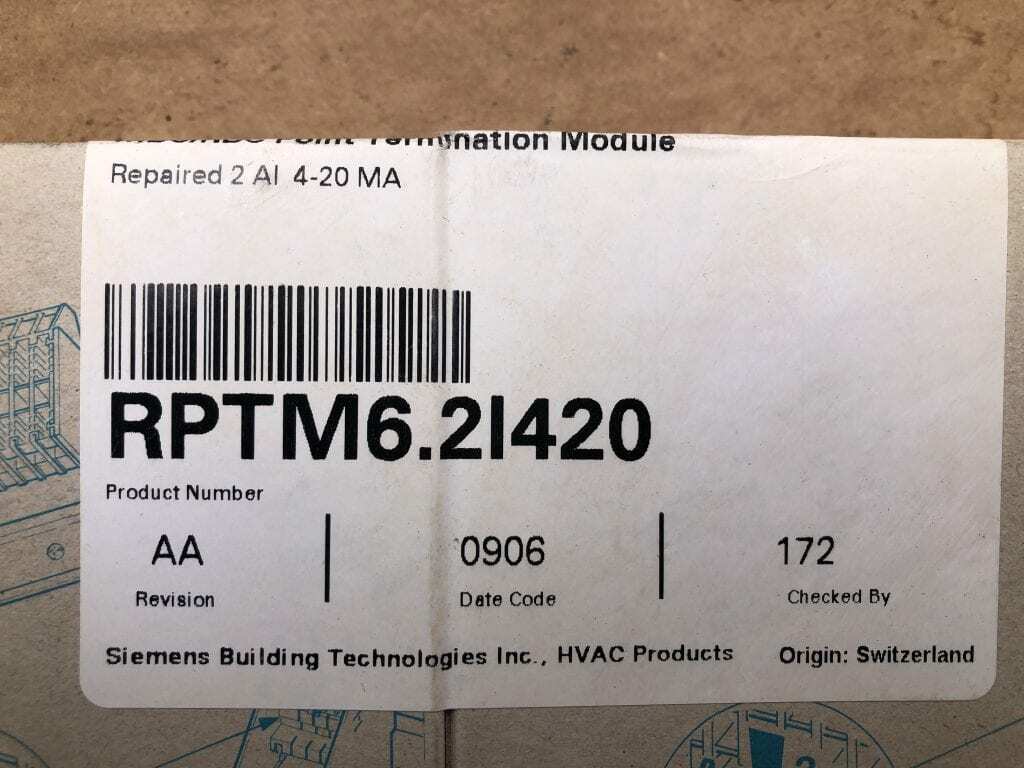 Point Termination Module
Repaired 2 AI 4-20 MA
RPTM6.2I420
Product Number
AA
0906
172
Revision
Date Code
Checked By
Siemens Building Technologies Inc., HVAC Products
Origin: Switzerland